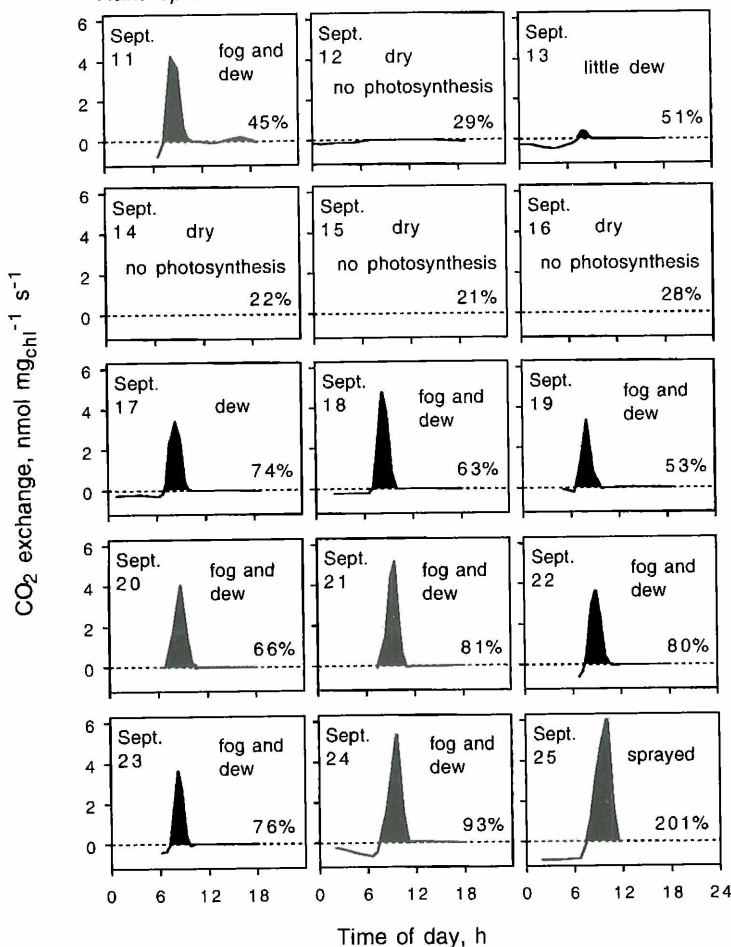 6
4
2
0
Sept.
11
fog and
dew
45%
Sept.
12 dry
no photosynthesis
29%
Sept.
13
little dew
51%
6
4
2
0
Sept.
14 dry
no photosynthesis
22%
Sept.
15 dry
no photosynthesis
21%
Sept.
16 dry
no photosynthesis
28%
CO2 exchange, nmol mgchl-1 s-1
6
4
2
0
Sept.
17 dew
74%
Sept.
18
fog and
dew
63%
Sept.
19
fog and
dew
53%
6
4
2
0
Sept.
20
fog and
dew
66%
Sept.
21
fog and
dew
81%
Sept.
22
fog and
dew
80%
6
4
2
0
Sept.
23
fog and
dew
76%
Sept.
24
fog and
dew
93%
Sept.
25
sprayed
201%
0 6 12 18 0 6 12 18 0 6 12 18 24
Time of day, h